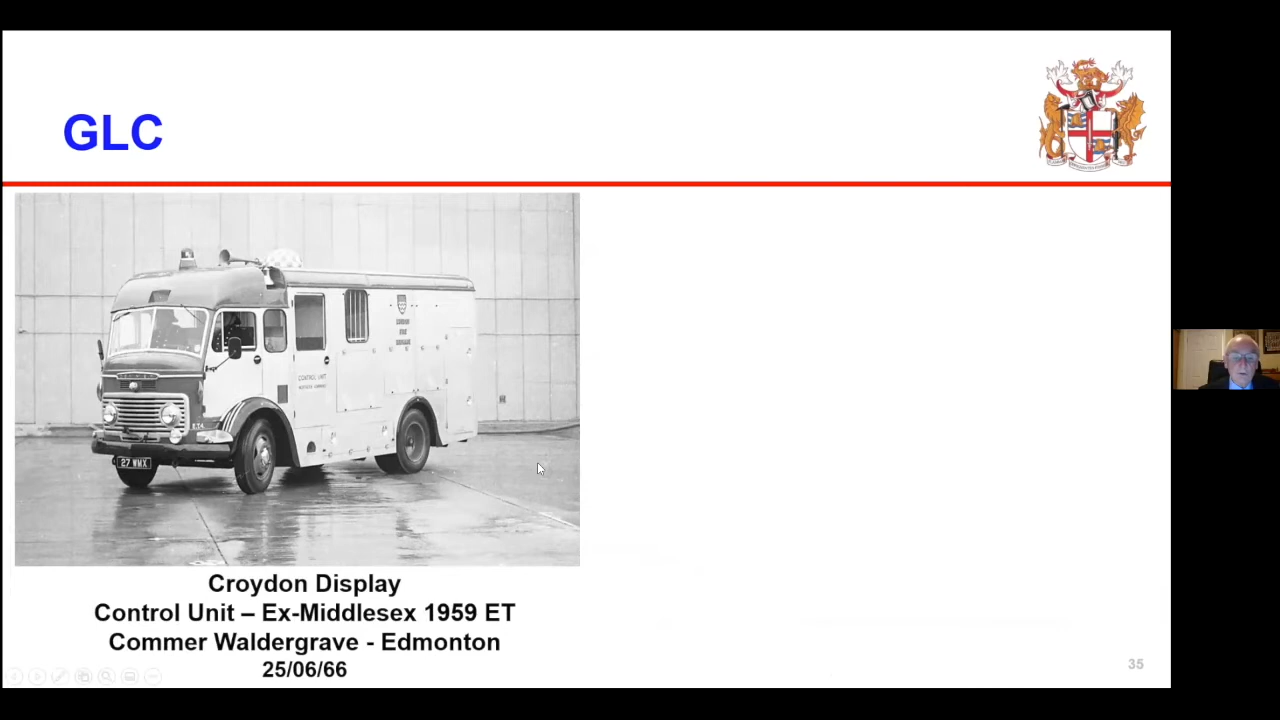 GLC
CONTROL UNIT
27 WMX
Croydon Display
Control Unit – Ex-Middlesex 1959 ET
Commer Waldergrave - Edmonton
25/06/66
35